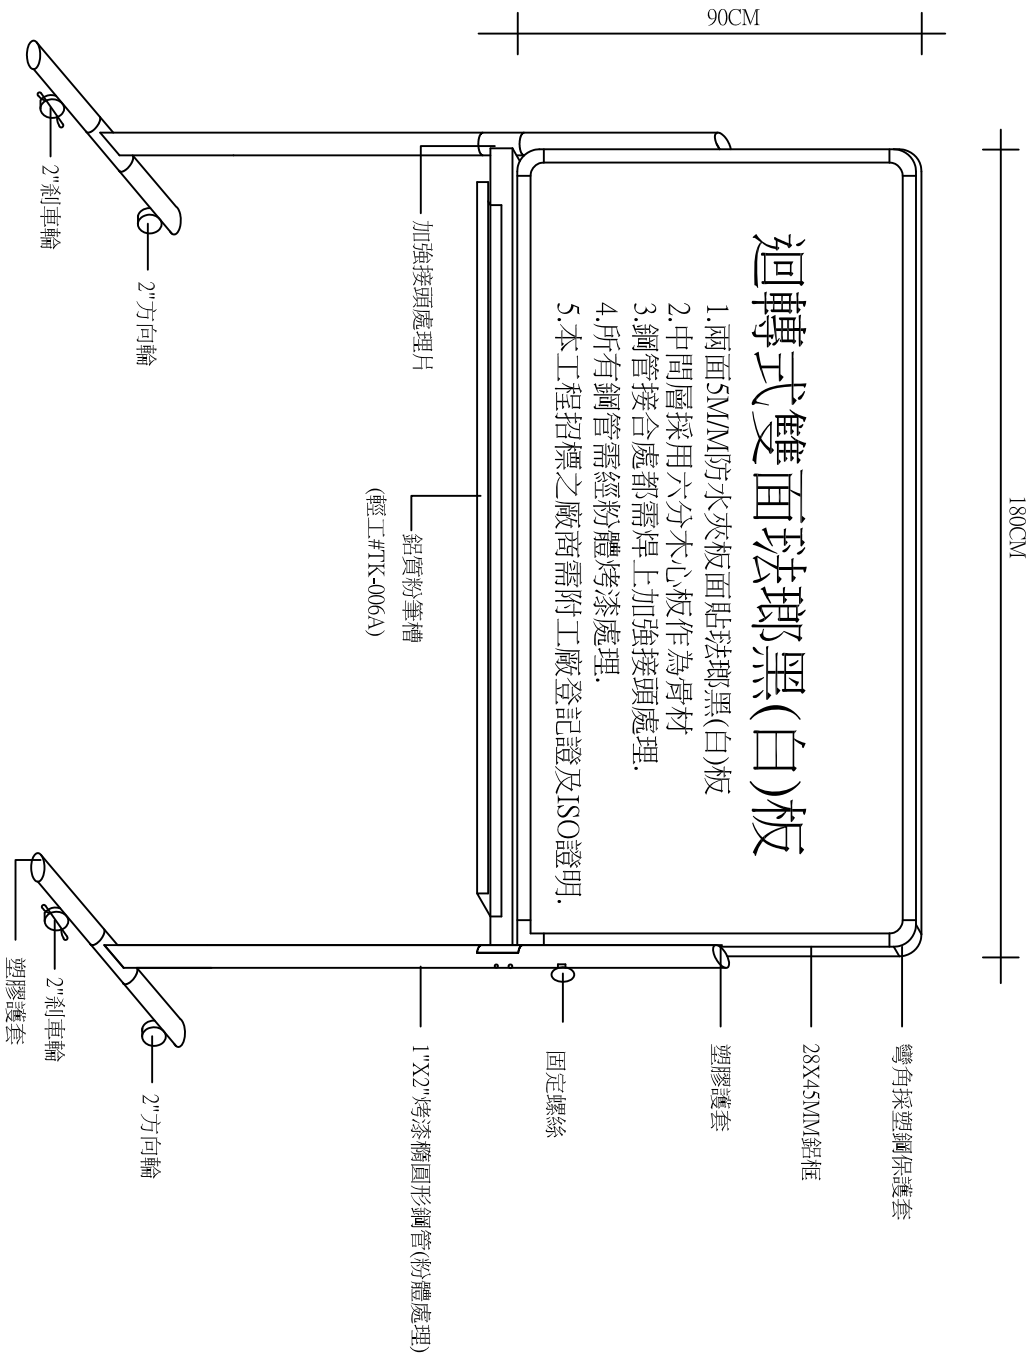 180CM
90CM
迴轉式雙面琺瑯黑(白)板
1.兩面5M/M防水夾板面貼琺瑯黑(白)板
2.中間層採用六分木心板作為骨材
3.鋼管接合處都需焊上加強接頭處理.
4.所有鋼管需經粉體烤漆處理.
5.本工程招標之廠商需附工廠登記證及ISO證明.
彎角採塑鋼保護套
28X45MM鋁框
塑膠護套
固定螺絲
加強接頭處理片
鋁質粉筆槽
(輕工#TK-006A)
1"X2"烤漆橢圓形鋼管(粉體處理)
2"方向輪
2"剎車輪
2"方向輪
2"剎車輪
塑膠護套